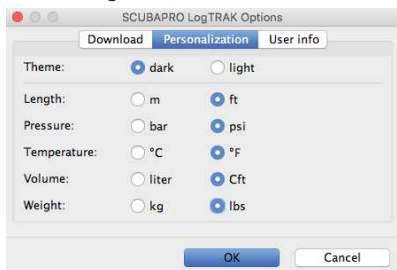 SCUBAPRO LogTRAK Options
Download Personalization User info
Theme: dark light
Length: m ft
Pressure: bar psi
Temperature: °C °F
Volume: liter Cft
Weight: kg lbs
OK Cancel